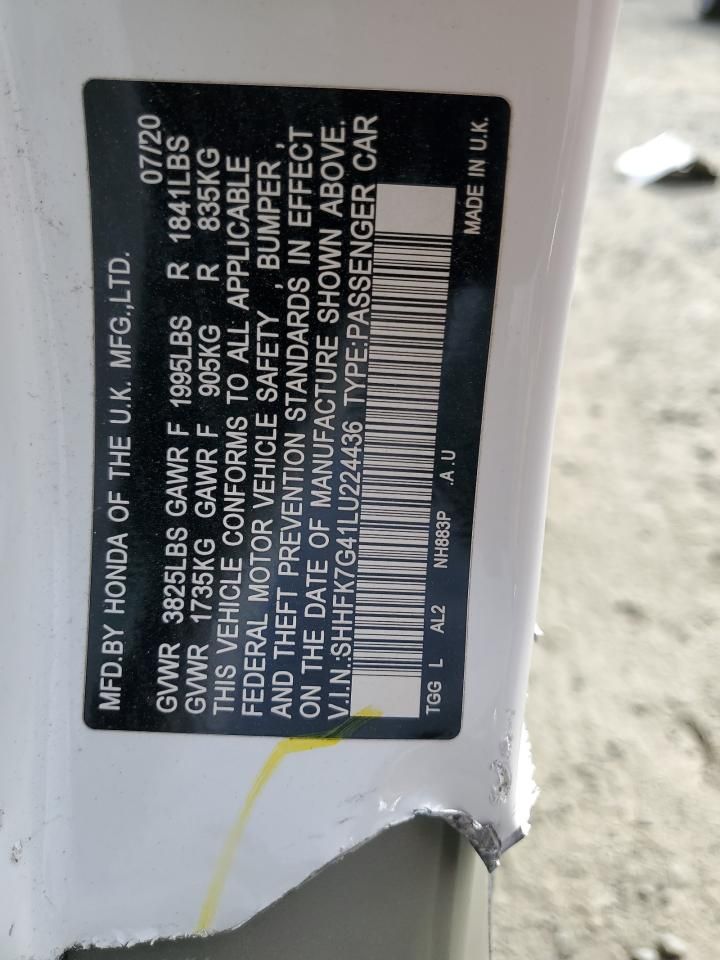 MFD.BY HONDA OF THE U.K. MFG.,LTD. 07/20
GVWR 3825LBS GAWR F 1995LBS R 1841LBS
GVWR 1735KG GAWR F 905KG R 835KG
THIS VEHICLE CONFORMS TO ALL APPLICABLE
FEDERAL MOTOR VEHICLE SAFETY , BUMPER ,
AND THEFT PREVENTION STANDARDS IN EFFECT
ON THE DATE OF MANUFACTURE SHOWN ABOVE.
V.I.N.:SHHFK7G41LU224436 TYPE:PASSENGER CAR
TGG L AL2 NH883P .A .U MADE IN U.K.